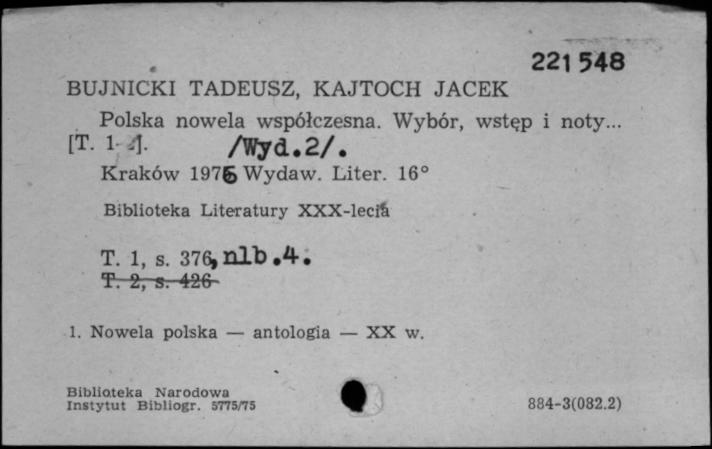 221548
BUJNICKI TADEUSZ, KAJTOCH JACEK
Polska nowela współczesna. Wybór, wstęp i noty...
[T. 1- ]. /Wyd.2/.
Kraków 1976 Wydaw. Liter. 16°
Biblioteka Literatury XXX-lecia
T. 1, s. 376, nlb.4.
T. 2, s. 426
1. Nowela polska — antologia — XX w.
Biblioteka Narodowa
Instytut Bibliogr. 5775/75
884-3(082.2)